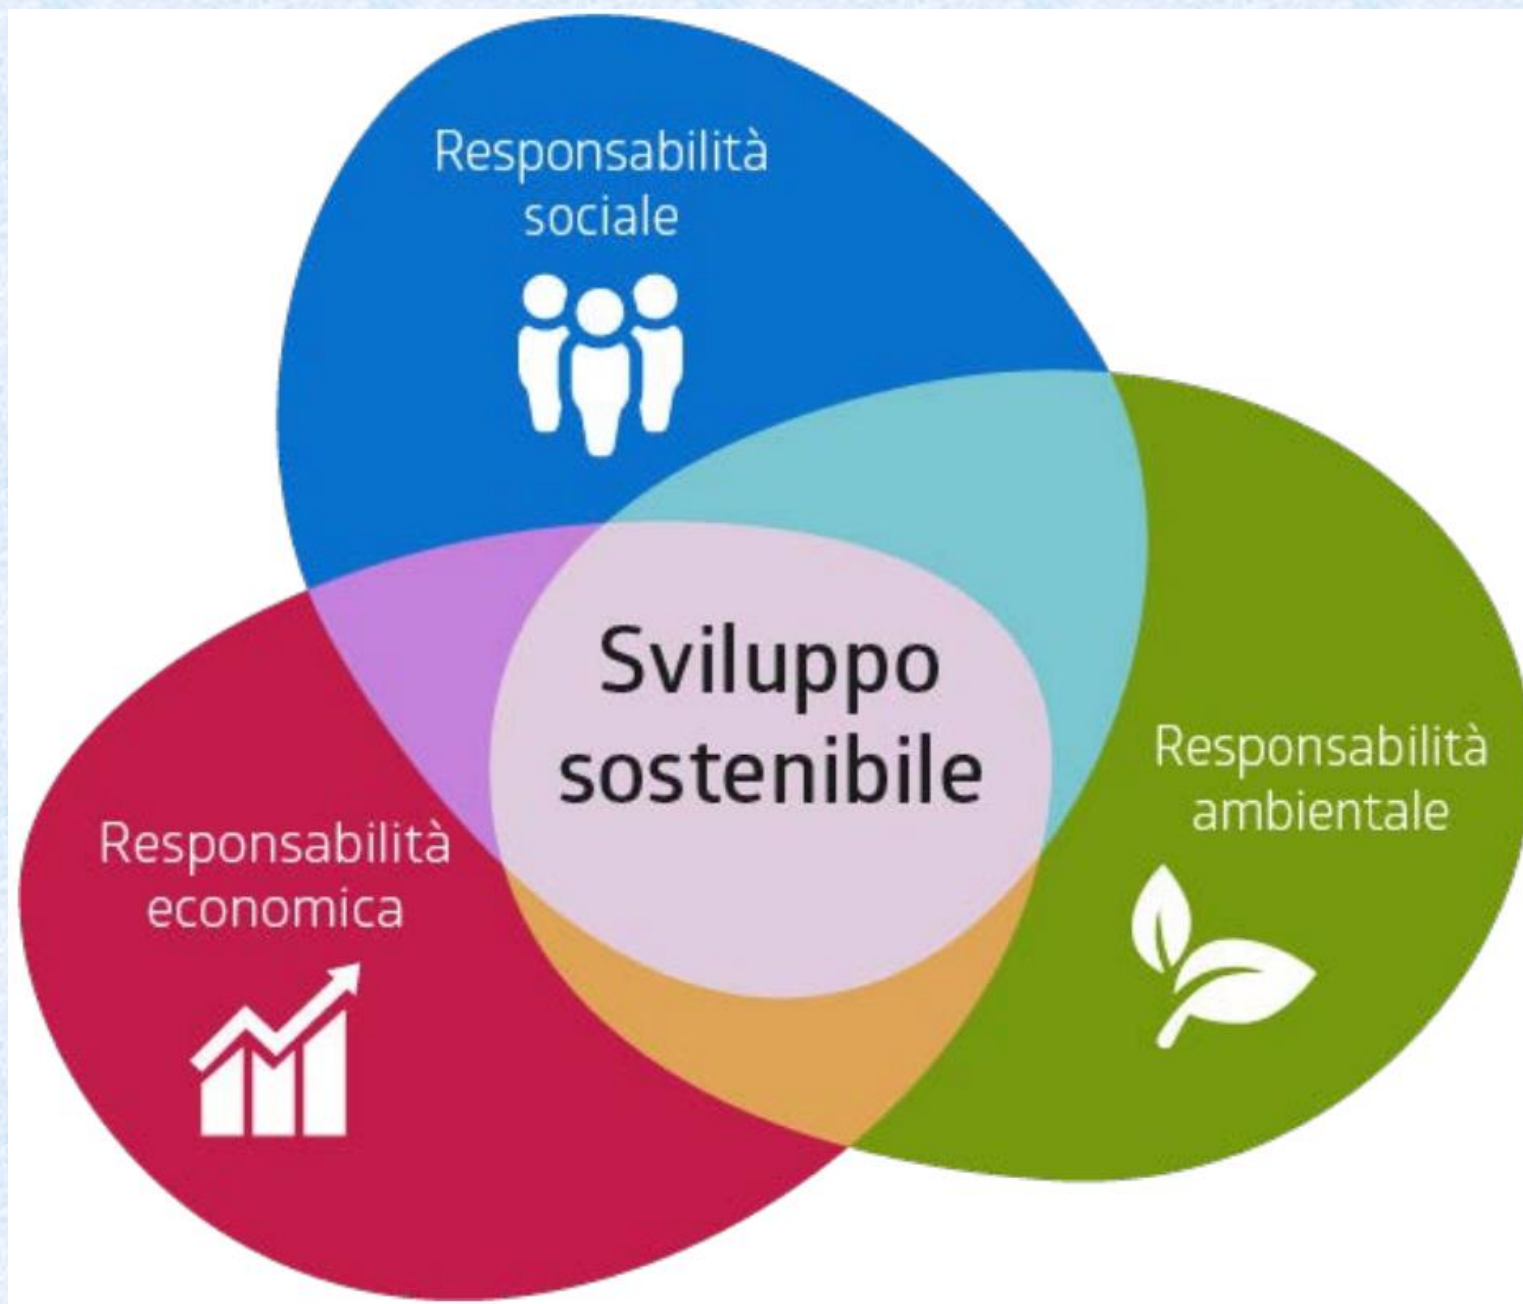 Responsabilità
sociale
Sviluppo
sostenibile
Responsabilità
ambientale
Responsabilità
economica